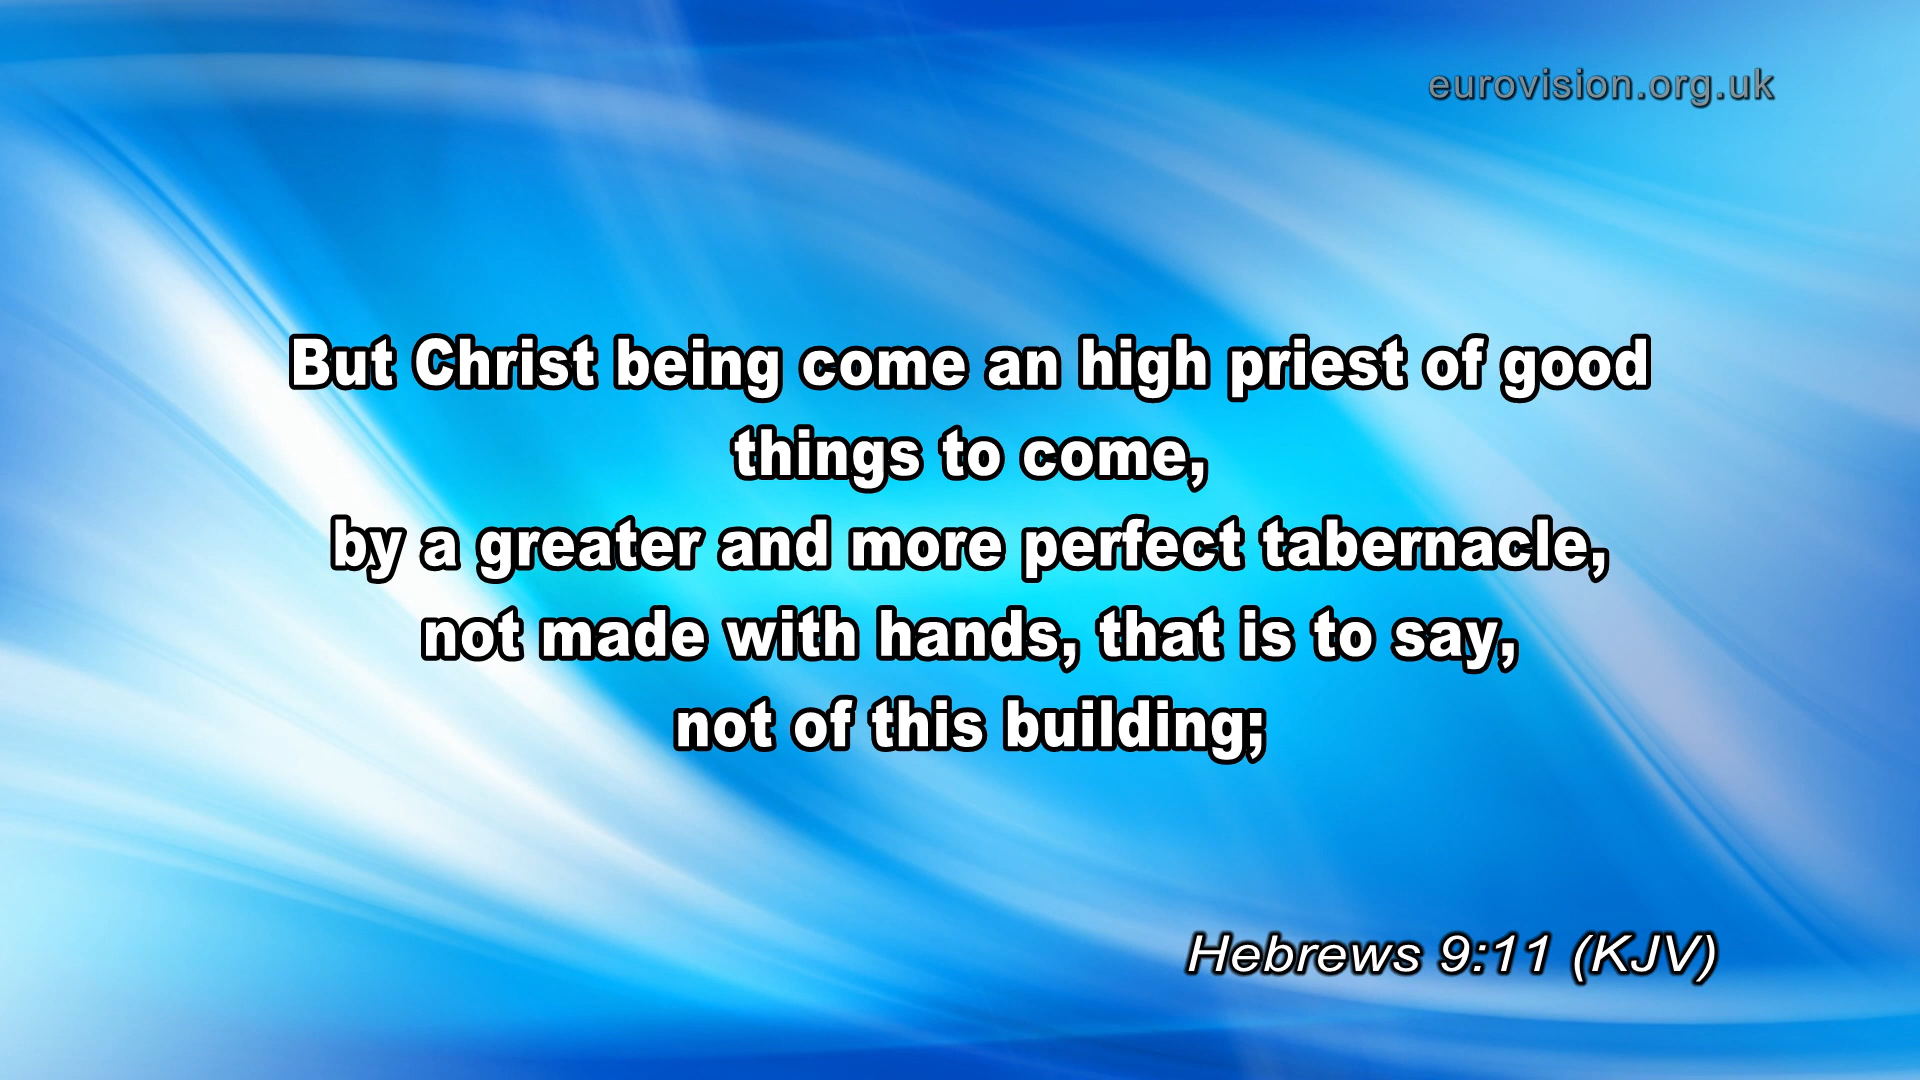 eurovision.org.uk
But Christ being come an high priest of good
things to come,
by a greater and more perfect tabernacle,
not made with hands, that is to say,
not of this building;
Hebrews 9:11 (KJV)